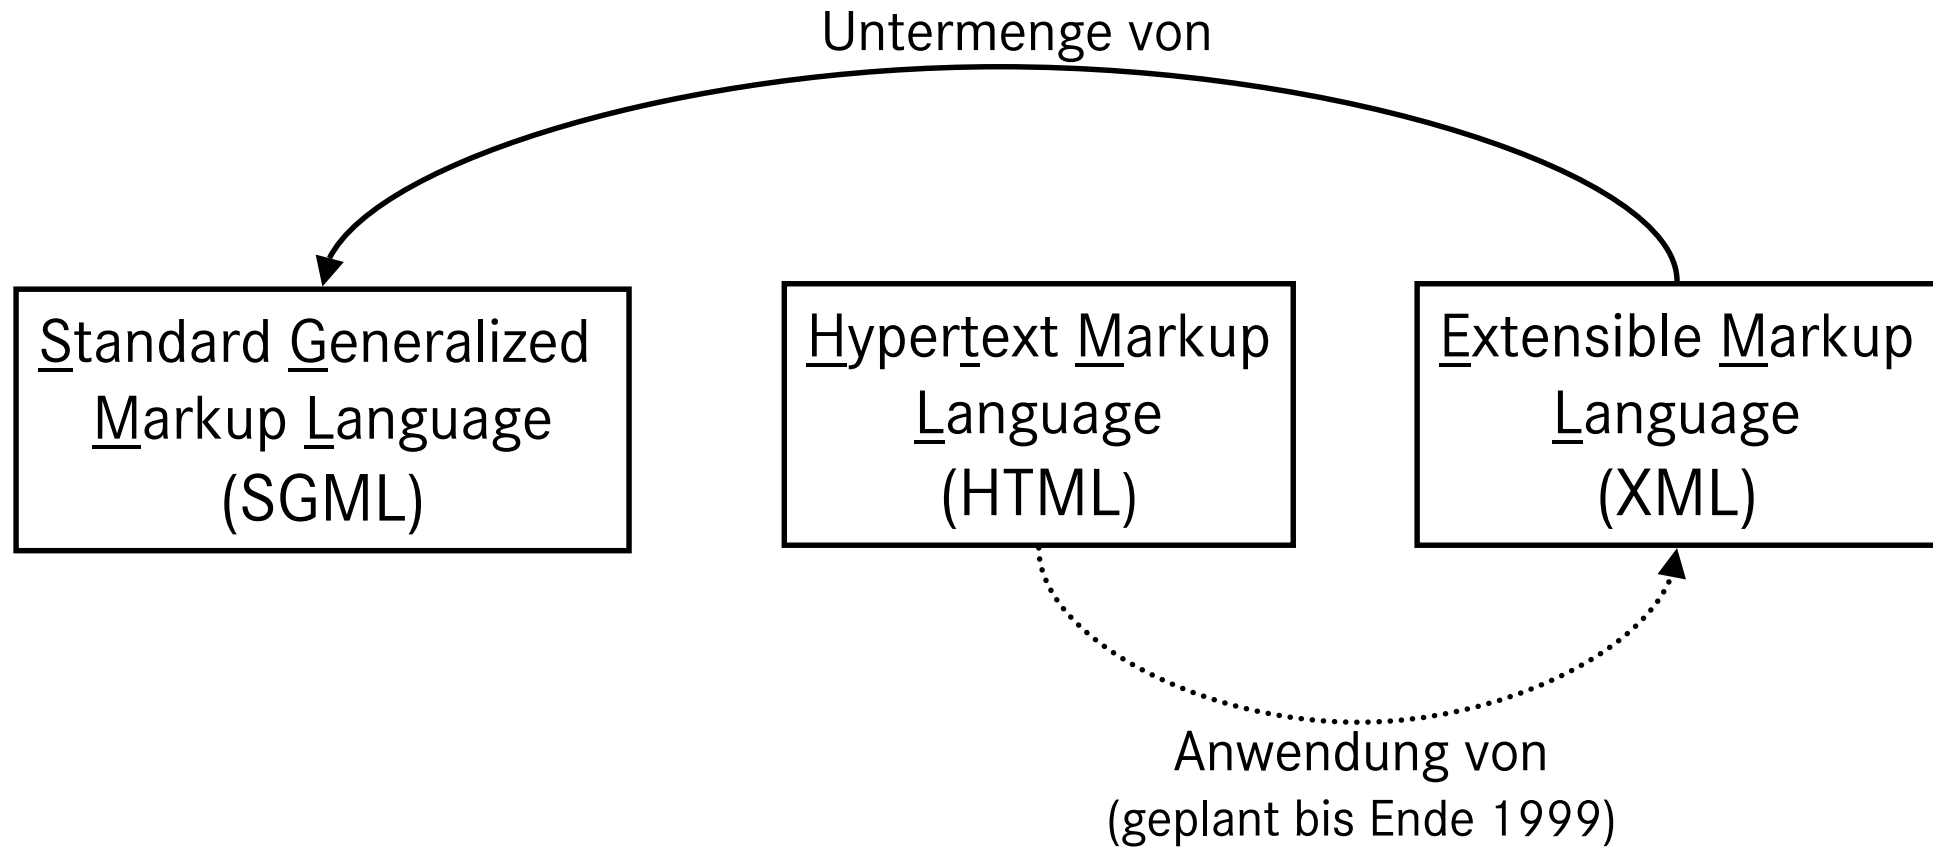 Untermenge von
Standard Generalized
Markup Language
(SGML)
Hypertext Markup
Language
(HTML)
Extensible Markup
Language
(XML)
Anwendung von
(geplant bis Ende 1999)